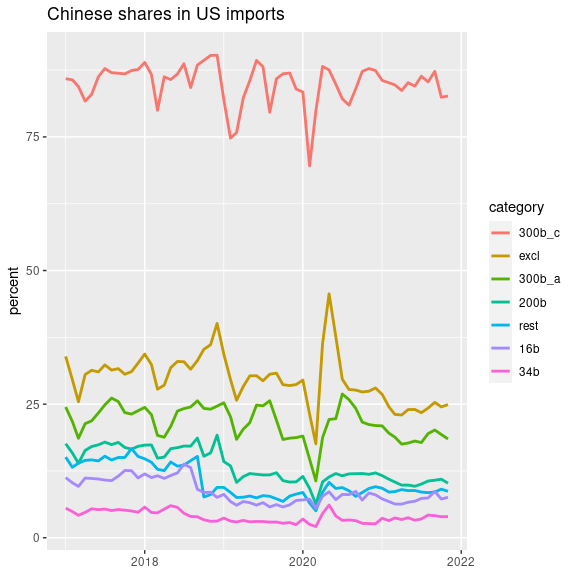 Chinese shares in US imports
percent
75
50
25
0
2018
2020
2022
category
300b_c
excl
300b_a
200b
rest
16b
34b